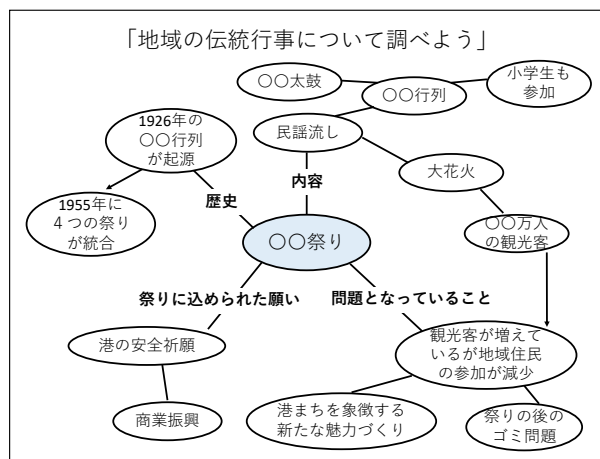 「地域の伝統行事について調べよう」
〇〇太鼓
〇〇行列
小学生も
参加
1926年の
〇〇行列
が起源
民謡流し
大花火
歴史
内容
1955年に
4つの祭り
が統合
〇〇祭り
〇〇万人
の観光客
祭りに込められた願い
問題となっていること
港の安全祈願
観光客が増えて
いるが地域住民
の参加が減少
商業振興
港まちを象徴する
新たな魅力づくり
祭りの後の
ゴミ問題